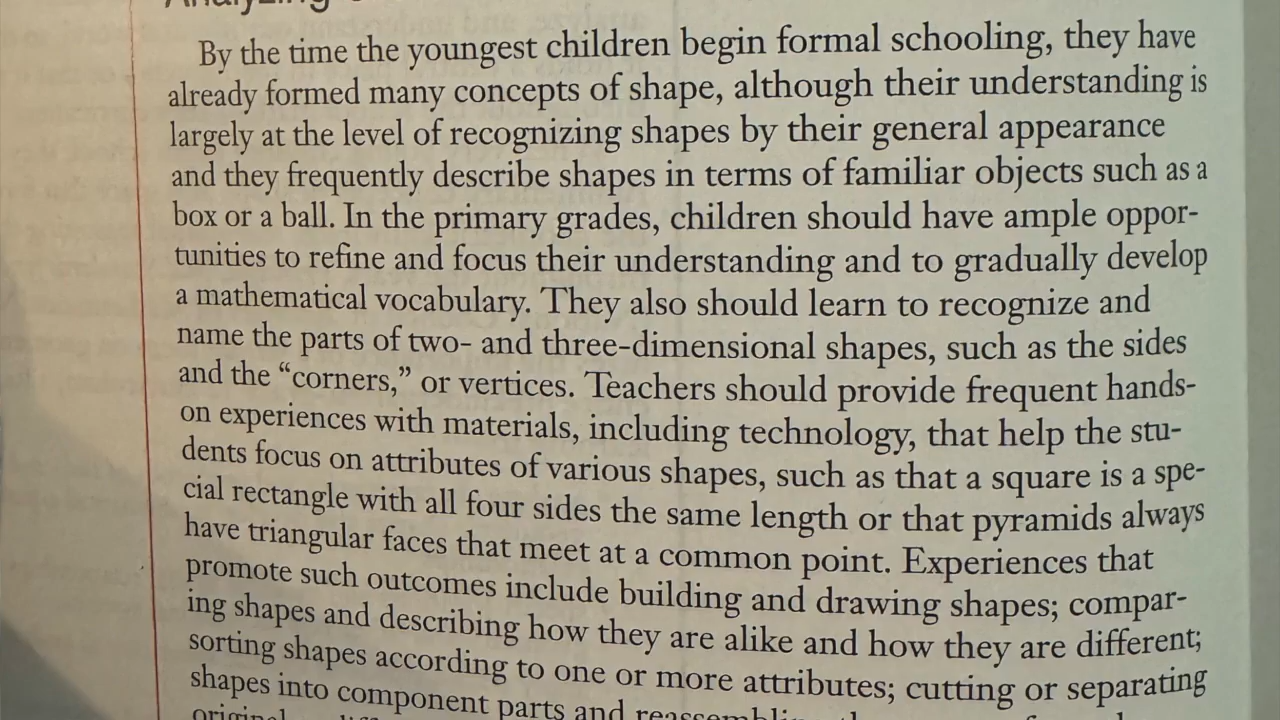 Analyzing
By the time the youngest children begin formal schooling, they have
already formed many concepts of shape, although their understanding is
largely at the level of recognizing shapes by their general appearance
and they frequently describe shapes in terms of familiar objects such as a
box or a ball. In the primary grades, children should have ample oppor-
tunities to refine and focus their understanding and to gradually develop
a mathematical vocabulary. They also should learn to recognize and
name the parts of two- and three-dimensional shapes, such as the sides
and the “corners,” or vertices. Teachers should provide frequent hands-
on experiences with materials, including technology, that help the stu-
dents focus on attributes of various shapes, such as that a square is a spe-
cial rectangle with all four sides the same length or that pyramids always
have triangular faces that meet at a common point. Experiences that
promote such outcomes include building and drawing shapes; compar-
ing shapes and describing how they are alike and how they are different;
sorting shapes according to one or more attributes; cutting or separating
shapes into component parts and reassembling
original